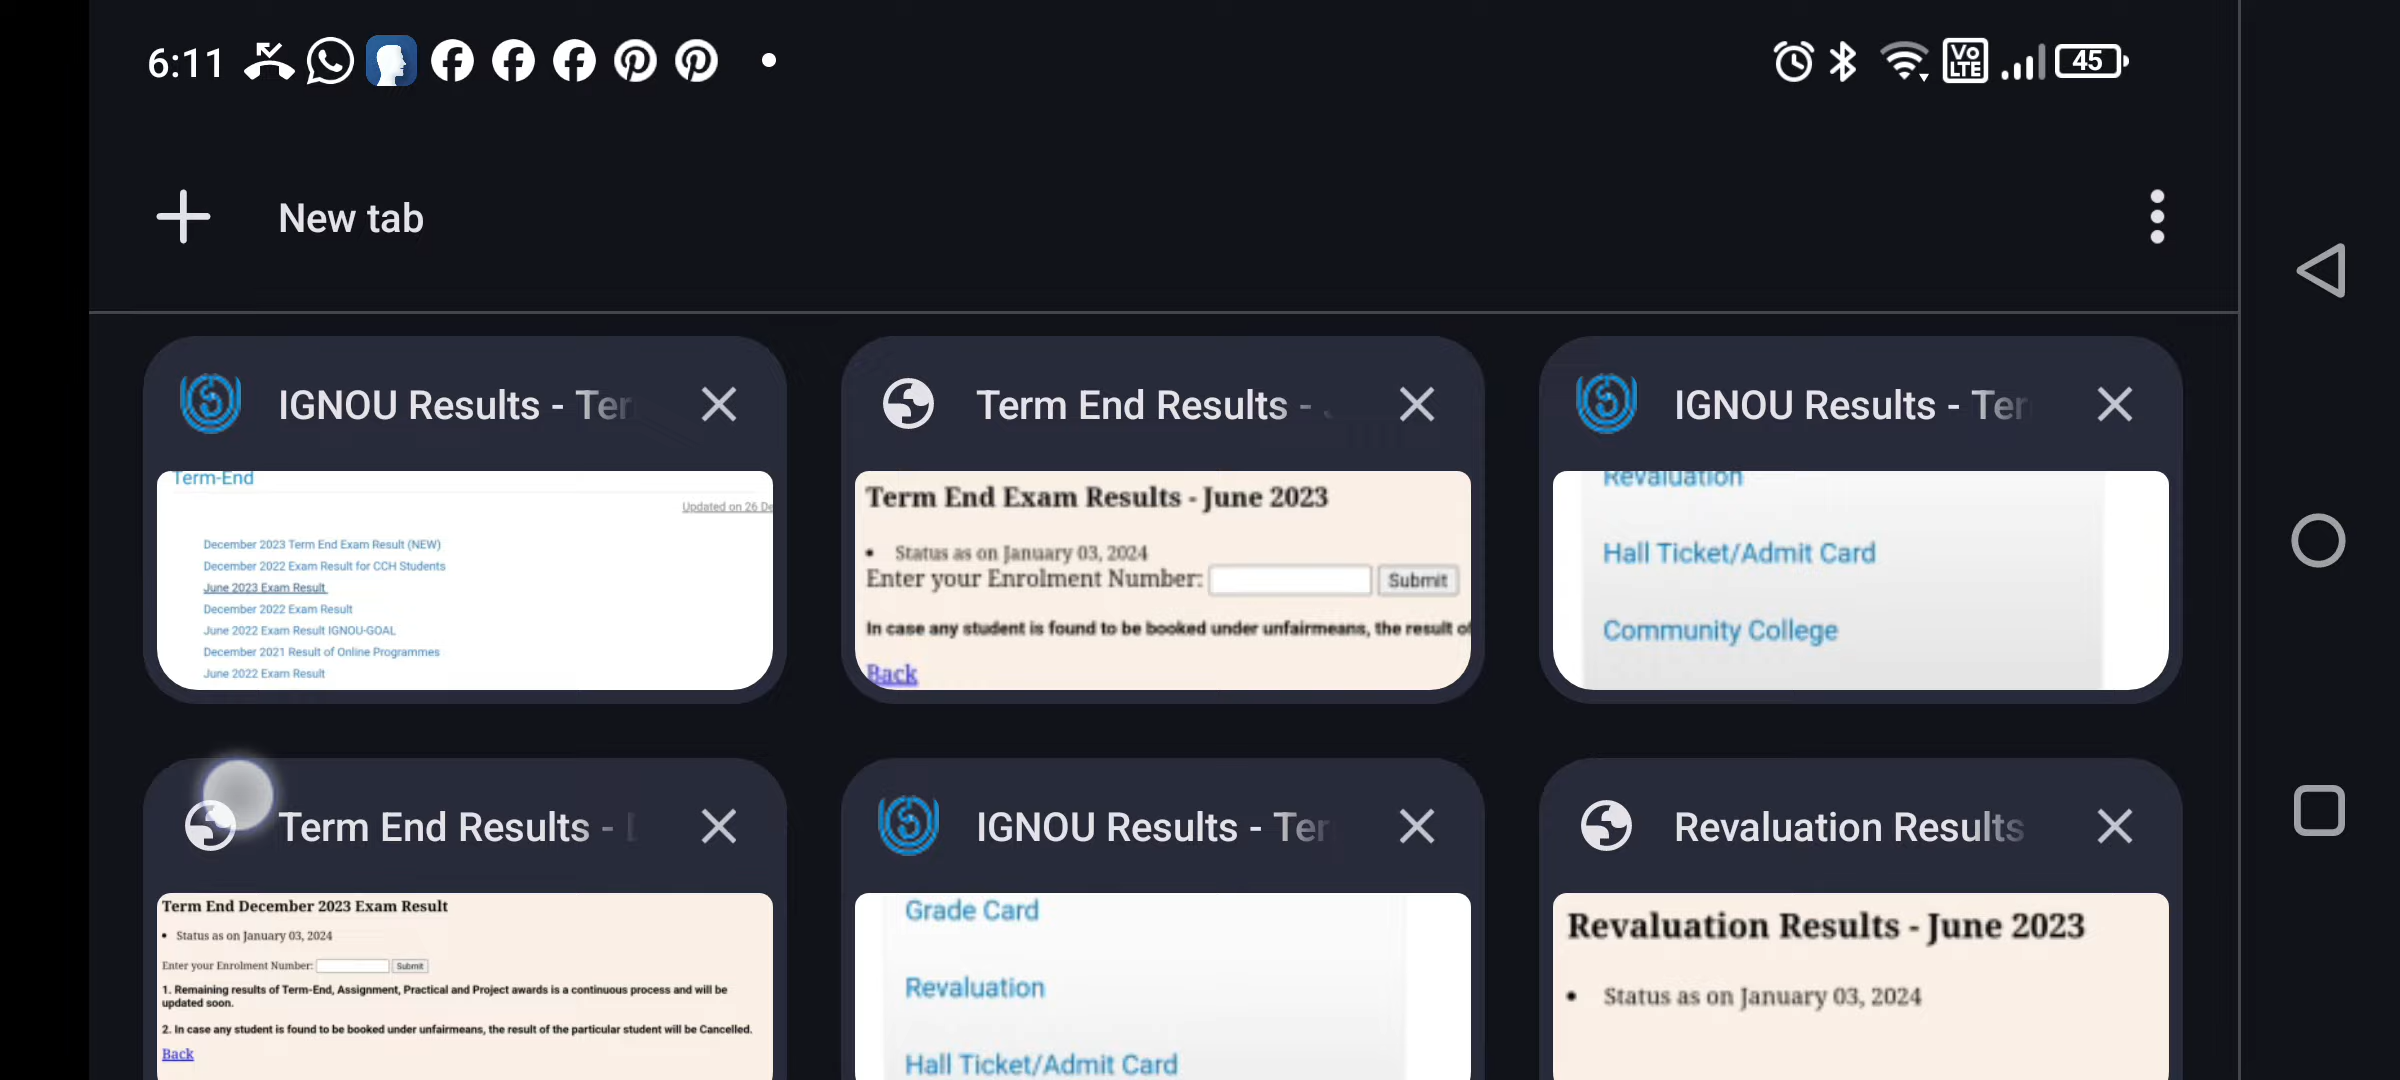 6:11
Vo
LTE
45
New tab
IGNOU Results - Ter
Term End Results -
IGNOU Results - Ter
Term-End
Updated on 26 De
December 2023 Term End Exam Result (NEW)
December 2022 Exam Result for CCH Students
June 2023 Exam Result
December 2022 Exam Result
June 2022 Exam Result IGNOU-GOAL
December 2021 Result of Online Programmes
June 2022 Exam Result
Term End Exam Results - June 2023
• Status as on January 03, 2024
Enter your Enrolment Number: Submit
In case any student is found to be booked under unfairmeans, the result of
Back
Revaluation
Hall Ticket/Admit Card
Community College
Term End Results -
IGNOU Results - Ter
Revaluation Results
Term End December 2023 Exam Result
• Status as on January 03, 2024
Enter your Enrolment Number: Submit
1. Remaining results of Term-End, Assignment, Practical and Project awards is a continuous process and will be
updated soon.
2. In case any student is found to be booked under unfairmeans, the result of the particular student will be Cancelled.
Back
Grade Card
Revaluation
Hall Ticket/Admit Card
Revaluation Results - June 2023
• Status as on January 03, 2024